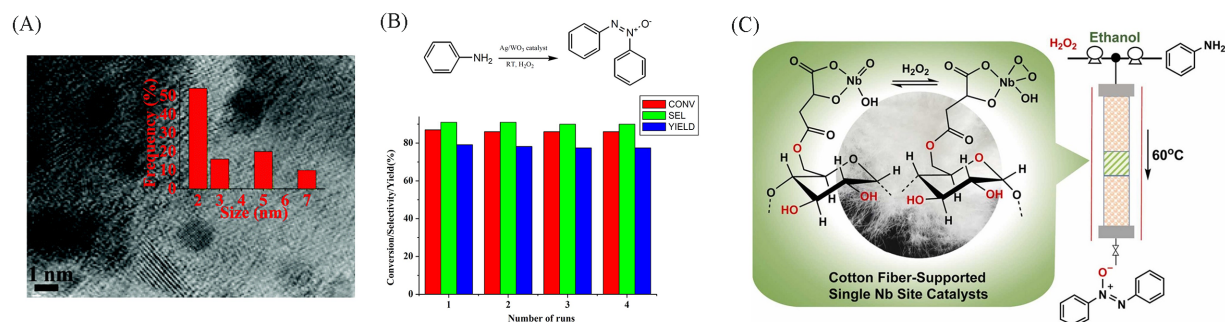 (A)
Frequency (%)
50
40
30
20
10
0
2 3 4 5 6 7
Size (nm)
1 nm
(B)
NH₂
Ag/WO₃ catalyst
RT, H₂O₂
N
N⁺
O⁻
CONV
SEL
YIELD
Conversion/Selectivity/Yield(%)
80
60
40
20
0
1 2 3 4
Number of runs
(C)
H₂O₂
Ethanol
NH₂
60°C
O
O
Nb
OH
O
O
O
H₂O₂
O
O
O
O
Nb
OH
O
O
O
H
O
H
O
HO
H
OH
H
H
H
O
H
HO
H
OH
H
O
Cotton Fiber-Supported
Single Nb Site Catalysts
O⁻
N
+
N